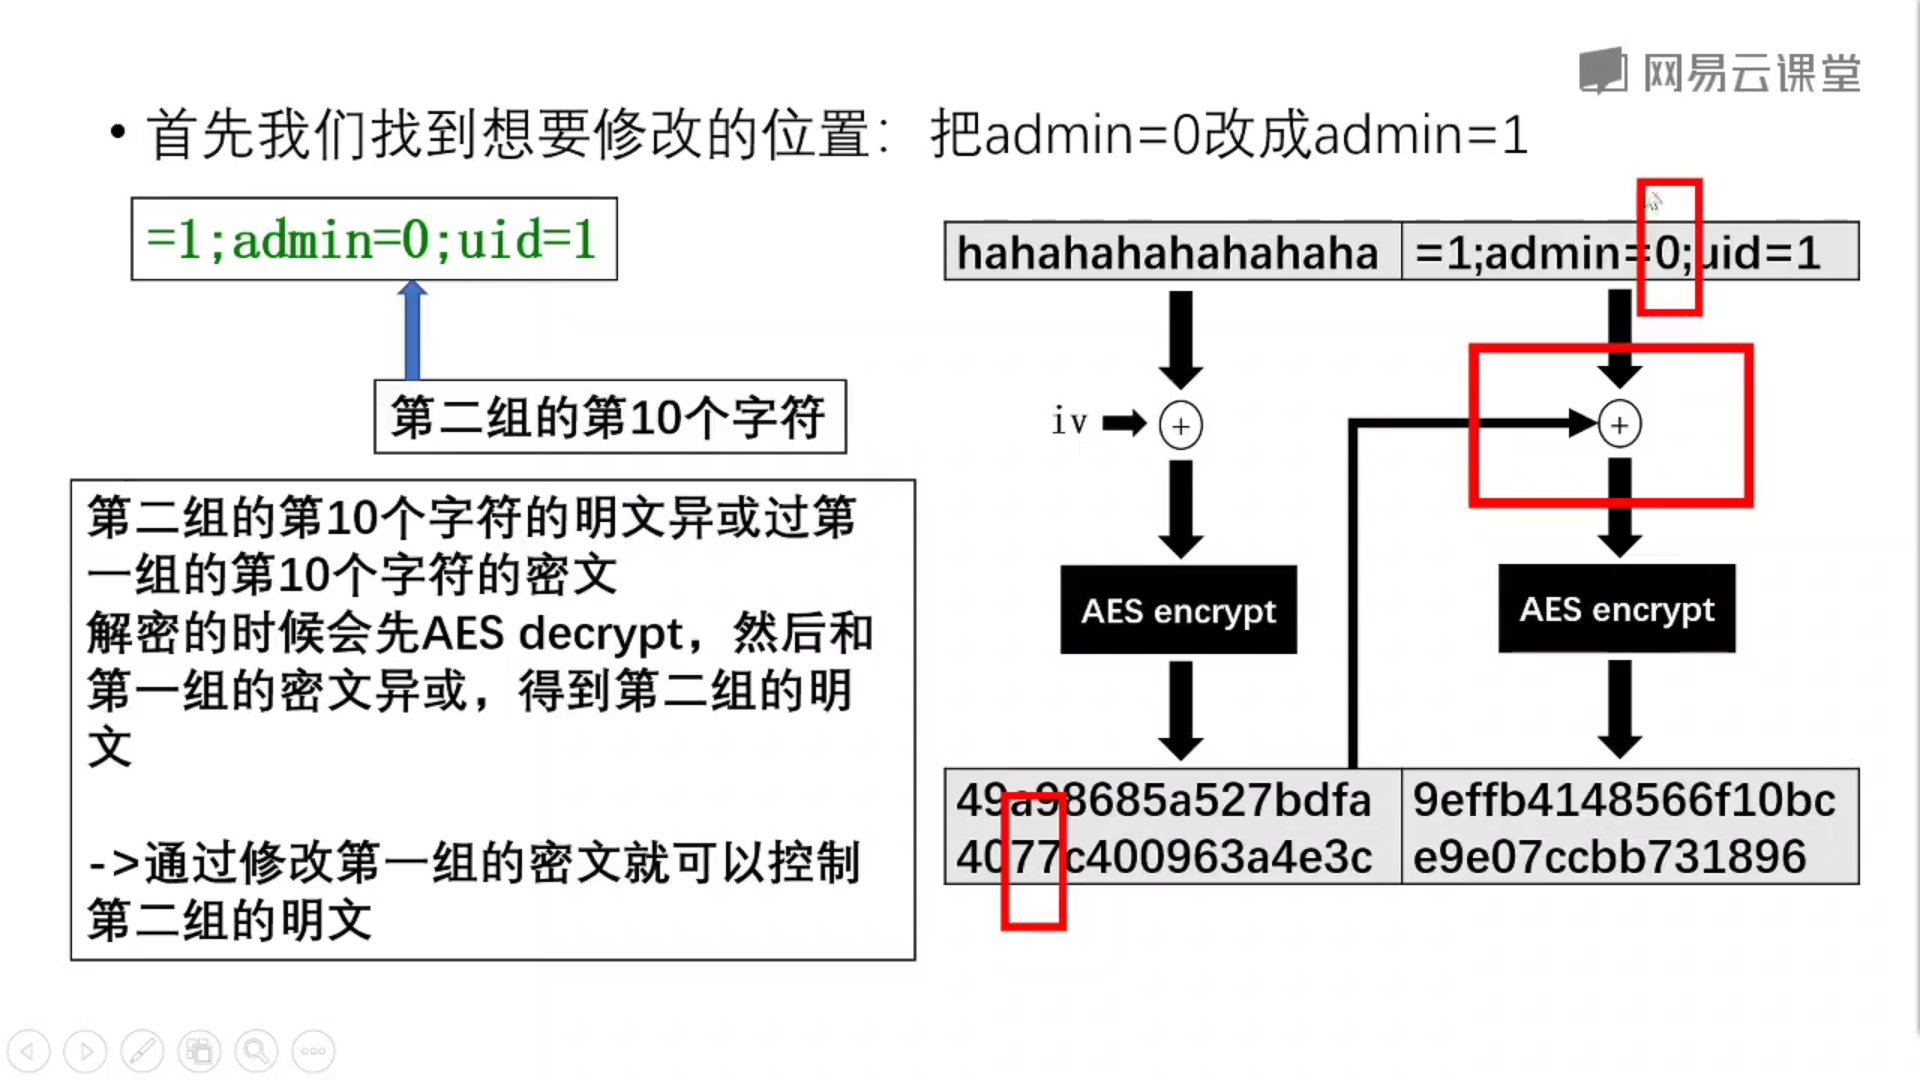 网易云课堂
• 首先我们找到想要修改的位置：把admin=0改成admin=1
=1;admin=0;uid=1
第二组的第10个字符
第二组的第10个字符的明文异或过第
一组的第10个字符的密文
解密的时候会先AES decrypt，然后和
第一组的密文异或，得到第二组的明
文
->通过修改第一组的密文就可以控制
第二组的明文
hahahahahahahaha
=1;admin=0;uid=1
iv
+
+
AES encrypt
AES encrypt
49a98685a527bdfa
4077c400963a4e3c
9effb4148566f10bc
e9e07ccbb731896